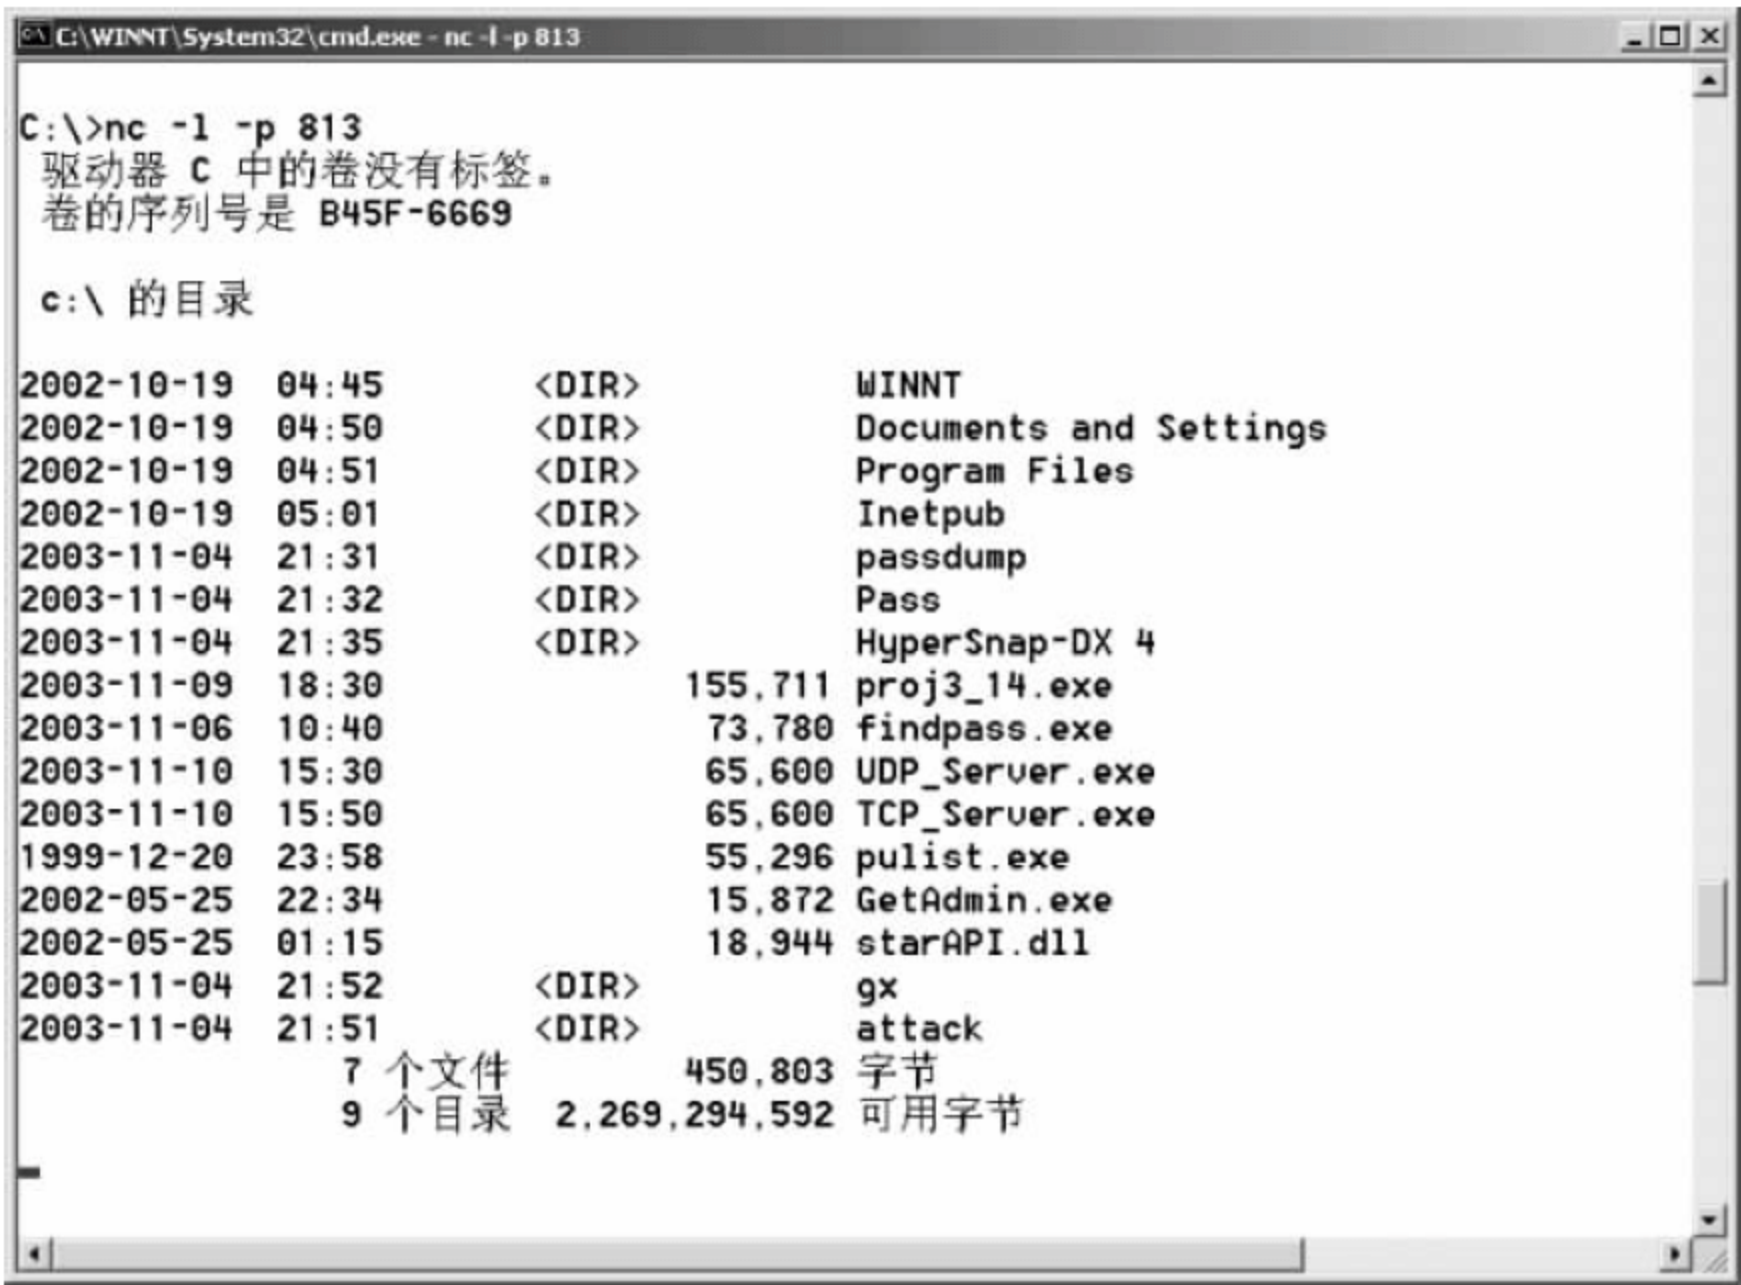 C:\WINNT\System32\cmd.exe - nc -l -p 813
C:\>nc -l -p 813
驱动器 C 中的卷没有标签。
卷的序列号是 B45F-6669
c:\ 的目录
2002-10-19  04:45       <DIR>          WINNT
2002-10-19  04:50       <DIR>          Documents and Settings
2002-10-19  04:51       <DIR>          Program Files
2002-10-19  05:01       <DIR>          Inetpub
2003-11-04  21:31       <DIR>          passdump
2003-11-04  21:32       <DIR>          Pass
2003-11-04  21:35       <DIR>          HyperSnap-DX 4
2003-11-09  18:30              155,711 proj3_14.exe
2003-11-06  10:40               73,780 findpass.exe
2003-11-10  15:30               65,600 UDP_Server.exe
2003-11-10  15:50               65,600 TCP_Server.exe
1999-12-20  23:58               55,296 pulist.exe
2002-05-25  22:34               15,872 GetAdmin.exe
2002-05-25  01:15               18,944 starAPI.dll
2003-11-04  21:52       <DIR>          gx
2003-11-04  21:51       <DIR>          attack
7 个文件        450,803 字节
9 个目录  2,269,294,592 可用字节